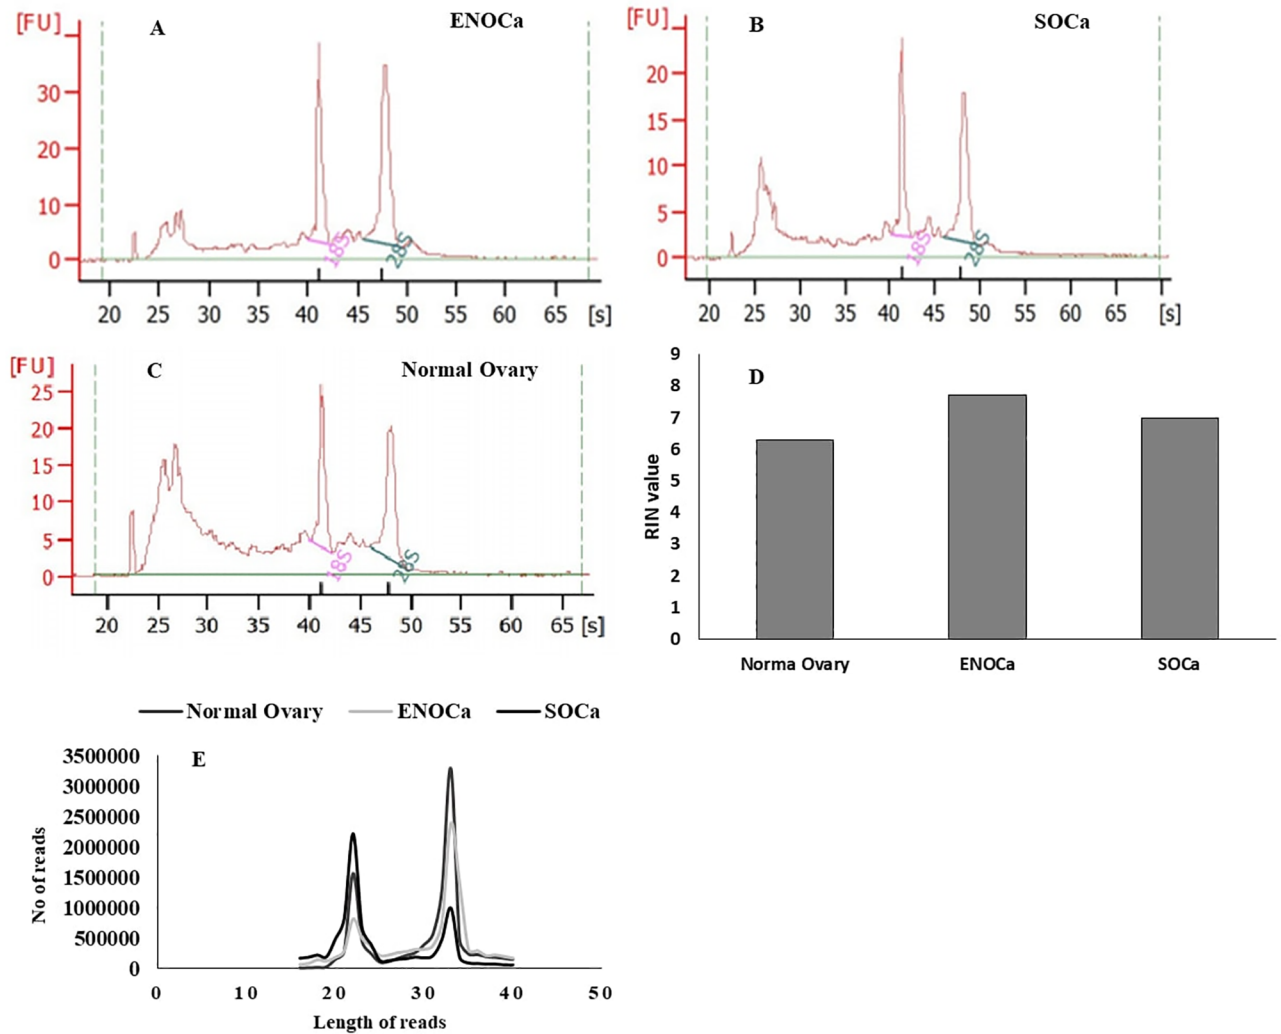 [FU] A ENOCa
30
20
10
0
18S 28S
20 25 30 35 40 45 50 55 60 65 [s]
[FU] B SOCa
20
15
10
5
0
18S 28S
20 25 30 35 40 45 50 55 60 65 [s]
[FU] C Normal Ovary
25
20
15
10
5
0
18S 28S
20 25 30 35 40 45 50 55 60 65 [s]
D
RIN value
9
8
7
6
5
4
3
2
1
0
Norma Ovary ENOCa SOCa
Normal Ovary ENOCa SOCa
E
No of reads
3500000
3000000
2500000
2000000
1500000
1000000
500000
0
0 10 20 30 40 50
Length of reads